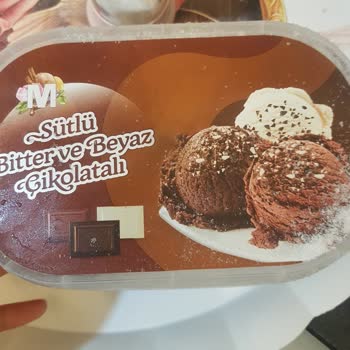 M
Sütlü
Bitter ve Beyaz
Çikolatalı